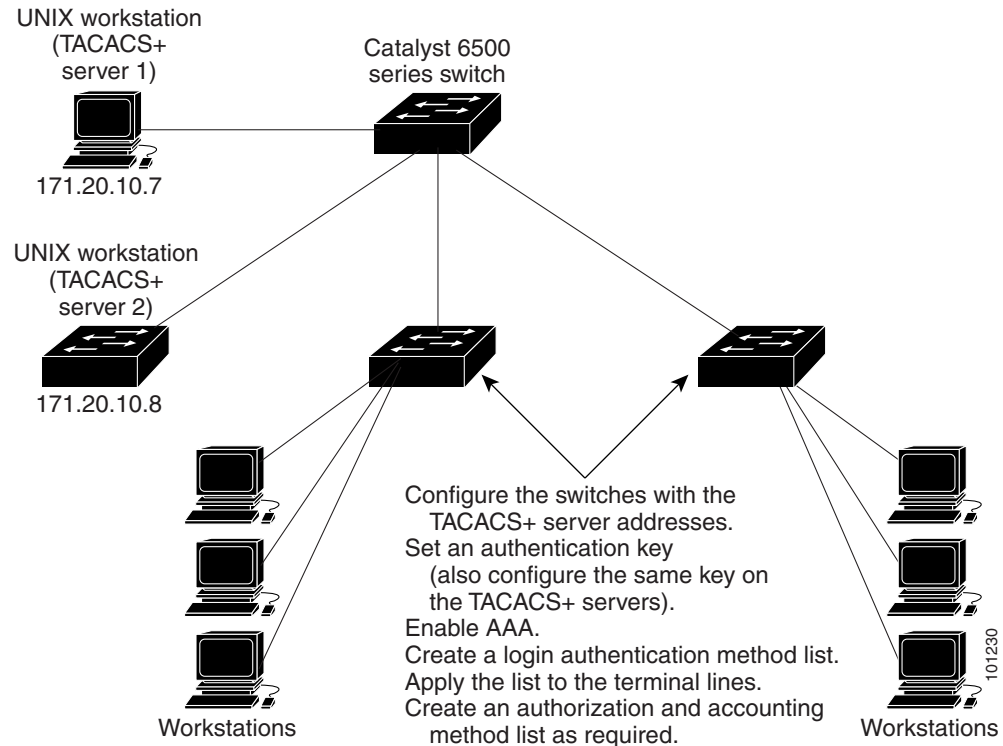 UNIX workstation
(TACACS+
server 1)
Catalyst 6500
series switch
171.20.10.7
UNIX workstation
(TACACS+
server 2)
171.20.10.8
Configure the switches with the
TACACS+ server addresses.
Set an authentication key
(also configure the same key on
the TACACS+ servers).
Enable AAA.
Create a login authentication method list.
Apply the list to the terminal lines.
Create an authorization and accounting
method list as required.
Workstations
Workstations
101230